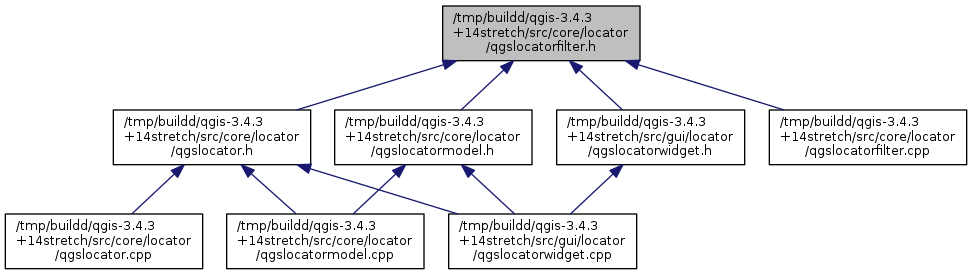 /tmp/buildd/qgis-3.4.3
+14stretch/src/core/locator
/qgslocatorfilter.h
/tmp/buildd/qgis-3.4.3
+14stretch/src/core/locator
/qgslocator.h
/tmp/buildd/qgis-3.4.3
+14stretch/src/core/locator
/qgslocatormodel.h
/tmp/buildd/qgis-3.4.3
+14stretch/src/gui/locator
/qgslocatorwidget.h
/tmp/buildd/qgis-3.4.3
+14stretch/src/core/locator
/qgslocatorfilter.cpp
/tmp/buildd/qgis-3.4.3
+14stretch/src/core/locator
/qgslocator.cpp
/tmp/buildd/qgis-3.4.3
+14stretch/src/core/locator
/qgslocatormodel.cpp
/tmp/buildd/qgis-3.4.3
+14stretch/src/gui/locator
/qgslocatorwidget.cpp